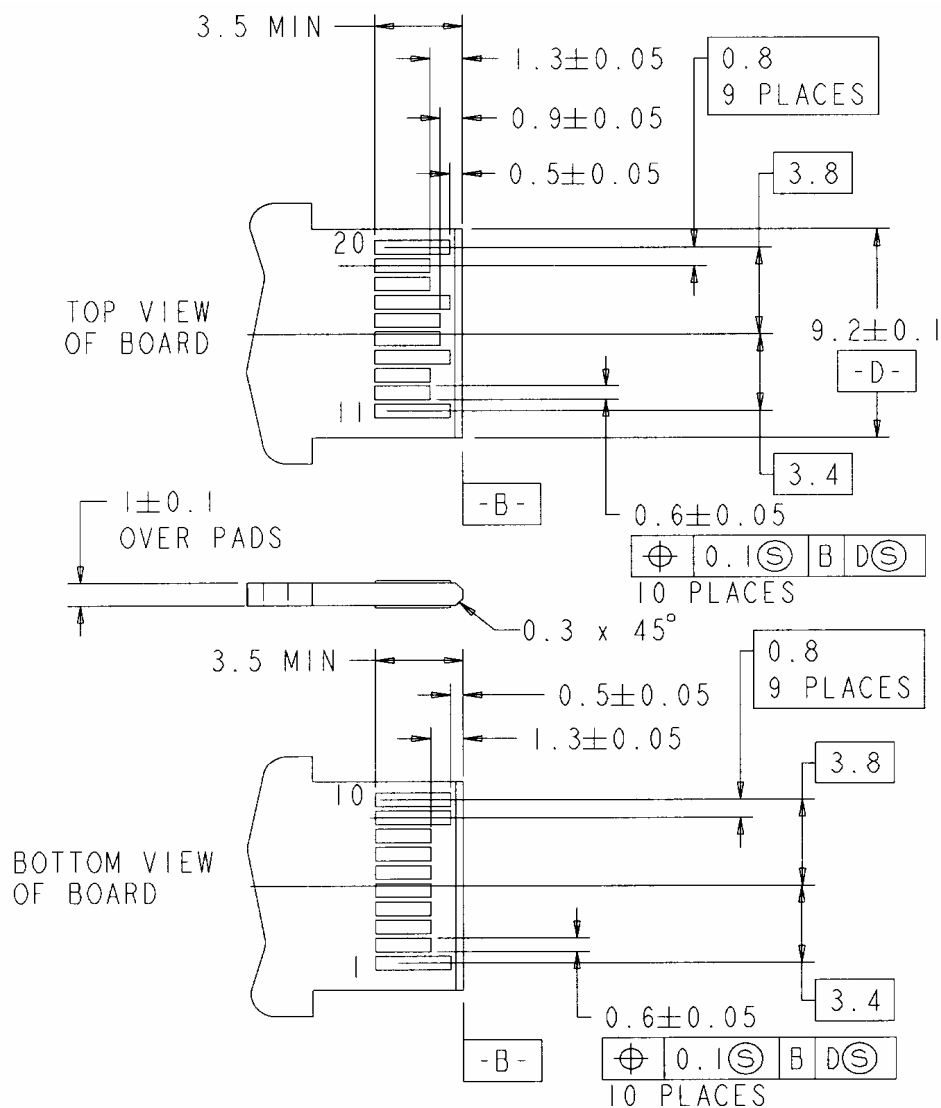 3.5 MIN
1.3±0.05
0.8
9 PLACES
0.9±0.05
0.5±0.05
3.8
20
TOP VIEW
OF BOARD
9.2±0.1
-D-
11
3.4
-B-
1±0.1
OVER PADS
0.6±0.05
⌖ 0.1Ⓢ B DⓈ
10 PLACES
0.3 x 45°
3.5 MIN
0.8
9 PLACES
0.5±0.05
1.3±0.05
3.8
10
BOTTOM VIEW
OF BOARD
1
3.4
0.6±0.05
-B-
⌖ 0.1Ⓢ B DⓈ
10 PLACES